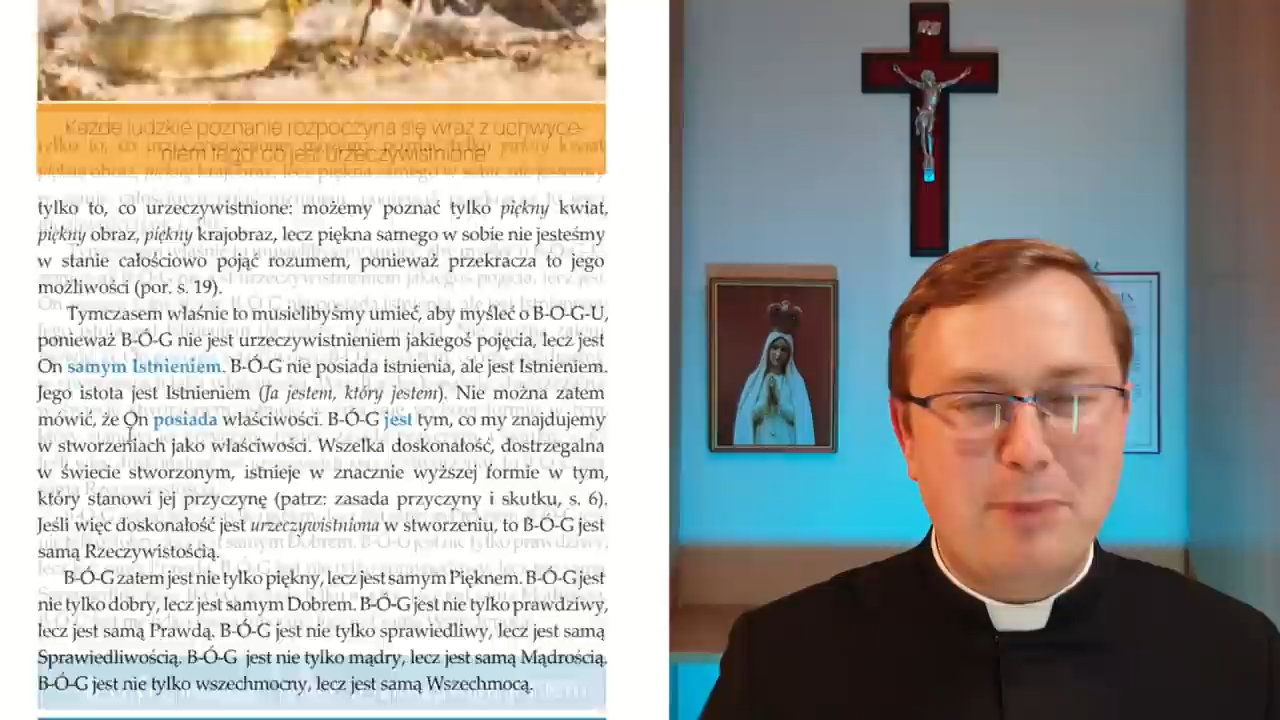 Każde ludzkie poznanie rozpoczyna się wraz z uchwyce-
niem tego, co jest urzeczywistnione
tylko to, co urzeczywistnione: możemy poznać tylko piękny kwiat,
piękny obraz, piękny krajobraz, lecz piękna samego w sobie nie jesteśmy
w stanie całościowo pojąć rozumem, ponieważ przekracza to jego
możliwości (por. s. 19).
Tymczasem właśnie to musielibyśmy umieć, aby myśleć o B-O-G-U,
ponieważ B-Ó-G nie jest urzeczywistnieniem jakiegoś pojęcia, lecz jest
On samym Istnieniem. B-Ó-G nie posiada istnienia, ale jest Istnieniem.
Jego istota jest Istnieniem (Ja jestem, który jestem). Nie można zatem
mówić, że On posiada właściwości. B-Ó-G jest tym, co my znajdujemy
w stworzeniach jako właściwości. Wszelka doskonałość, dostrzegalna
w świecie stworzonym, istnieje w znacznie wyższej formie w tym,
który stanowi jej przyczynę (patrz: zasada przyczyny i skutku, s. 6).
Jeśli więc doskonałość jest urzeczywistniona w stworzeniu, to B-Ó-G jest
samą Rzeczywistością.
B-Ó-G zatem jest nie tylko piękny, lecz jest samym Pięknem. B-Ó-G jest
nie tylko dobry, lecz jest samym Dobrem. B-Ó-G jest nie tylko prawdziwy,
lecz jest samą Prawdą. B-Ó-G jest nie tylko sprawiedliwy, lecz jest samą
Sprawiedliwością. B-Ó-G jest nie tylko mądry, lecz jest samą Mądrością.
B-Ó-G jest nie tylko wszechmocny, lecz jest samą Wszechmocą.